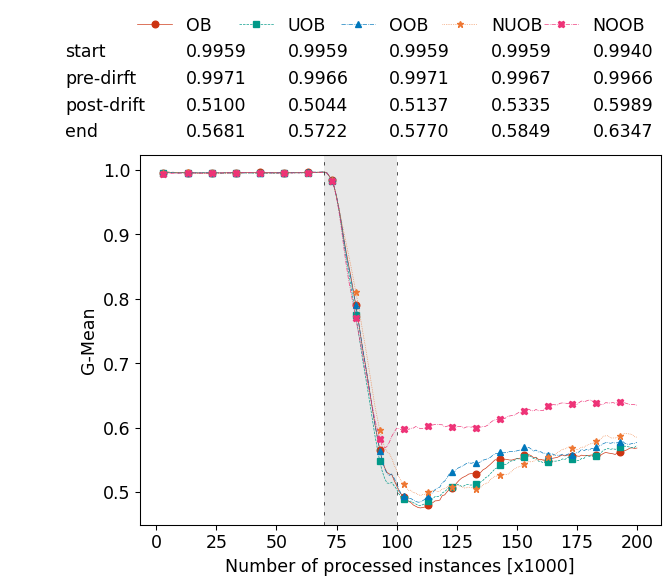 OB UOB OOB NUOB NOOB
start 0.9959 0.9959 0.9959 0.9959 0.9940
pre-dirft 0.9971 0.9966 0.9971 0.9967 0.9966
post-drift 0.5100 0.5044 0.5137 0.5335 0.5989
end 0.5681 0.5722 0.5770 0.5849 0.6347
1.0
0.9
0.8
0.7
0.6
0.5
G-Mean
0 25 50 75 100 125 150 175 200
Number of processed instances [x1000]